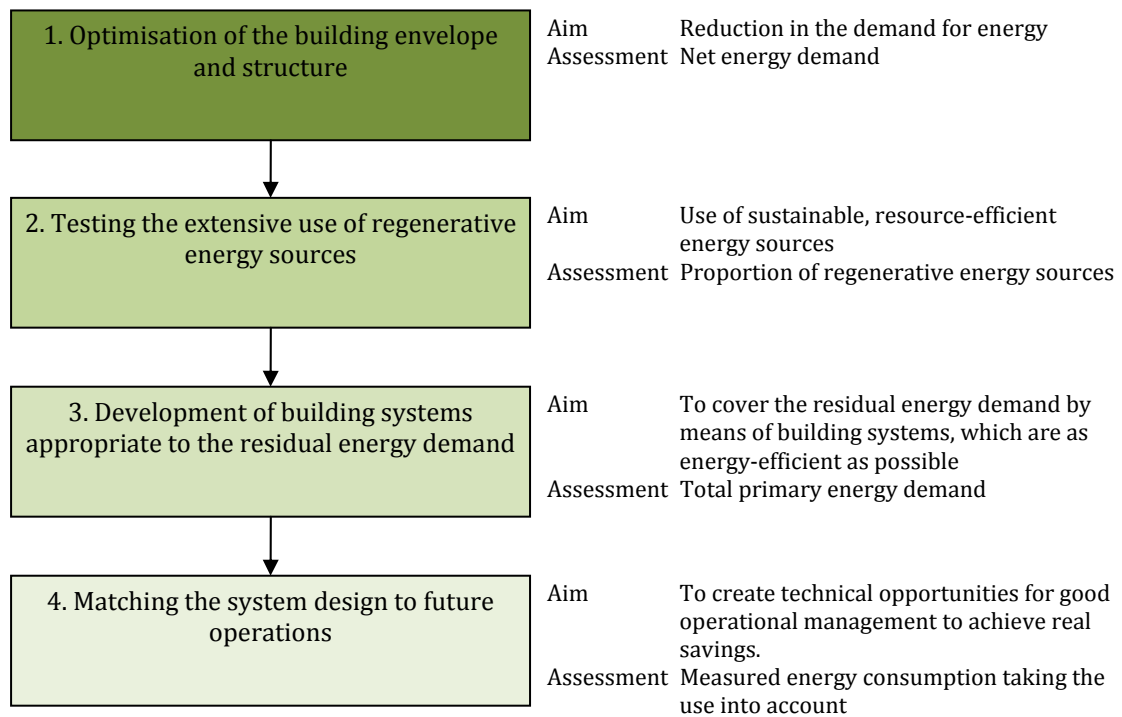 1. Optimisation of the building envelope
and structure
Aim Reduction in the demand for energy
Assessment Net energy demand
2. Testing the extensive use of regenerative
energy sources
Aim Use of sustainable, resource-efficient
energy sources
Assessment Proportion of regenerative energy sources
3. Development of building systems
appropriate to the residual energy demand
Aim To cover the residual energy demand by
means of building systems, which are as
energy-efficient as possible
Assessment Total primary energy demand
4. Matching the system design to future
operations
Aim To create technical opportunities for good
operational management to achieve real
savings.
Assessment Measured energy consumption taking the
use into account